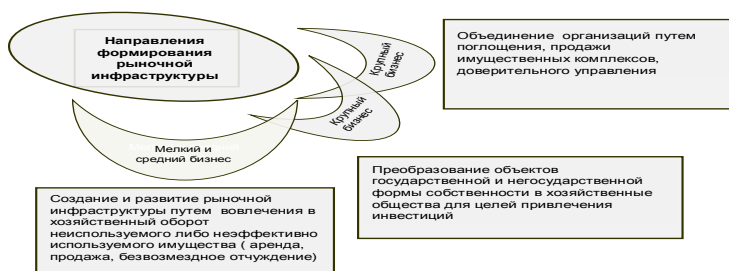 Направления
формирования
рыночной
инфраструктуры
Крупный
бизнес
Крупный
бизнес
Мелкий и
средний бизнес
Объединение организаций путем
поглощения, продажи
имущественных комплексов,
доверительного управления
Преобразование объектов
государственной и негосударственной
формы собственности в хозяйственные
общества для целей привлечения
инвестиций
Создание и развитие рыночной
инфраструктуры путем вовлечения в
хозяйственный оборот
неиспользуемого либо неэффективно
используемого имущества ( аренда,
продажа, безвозмездное отчуждение)